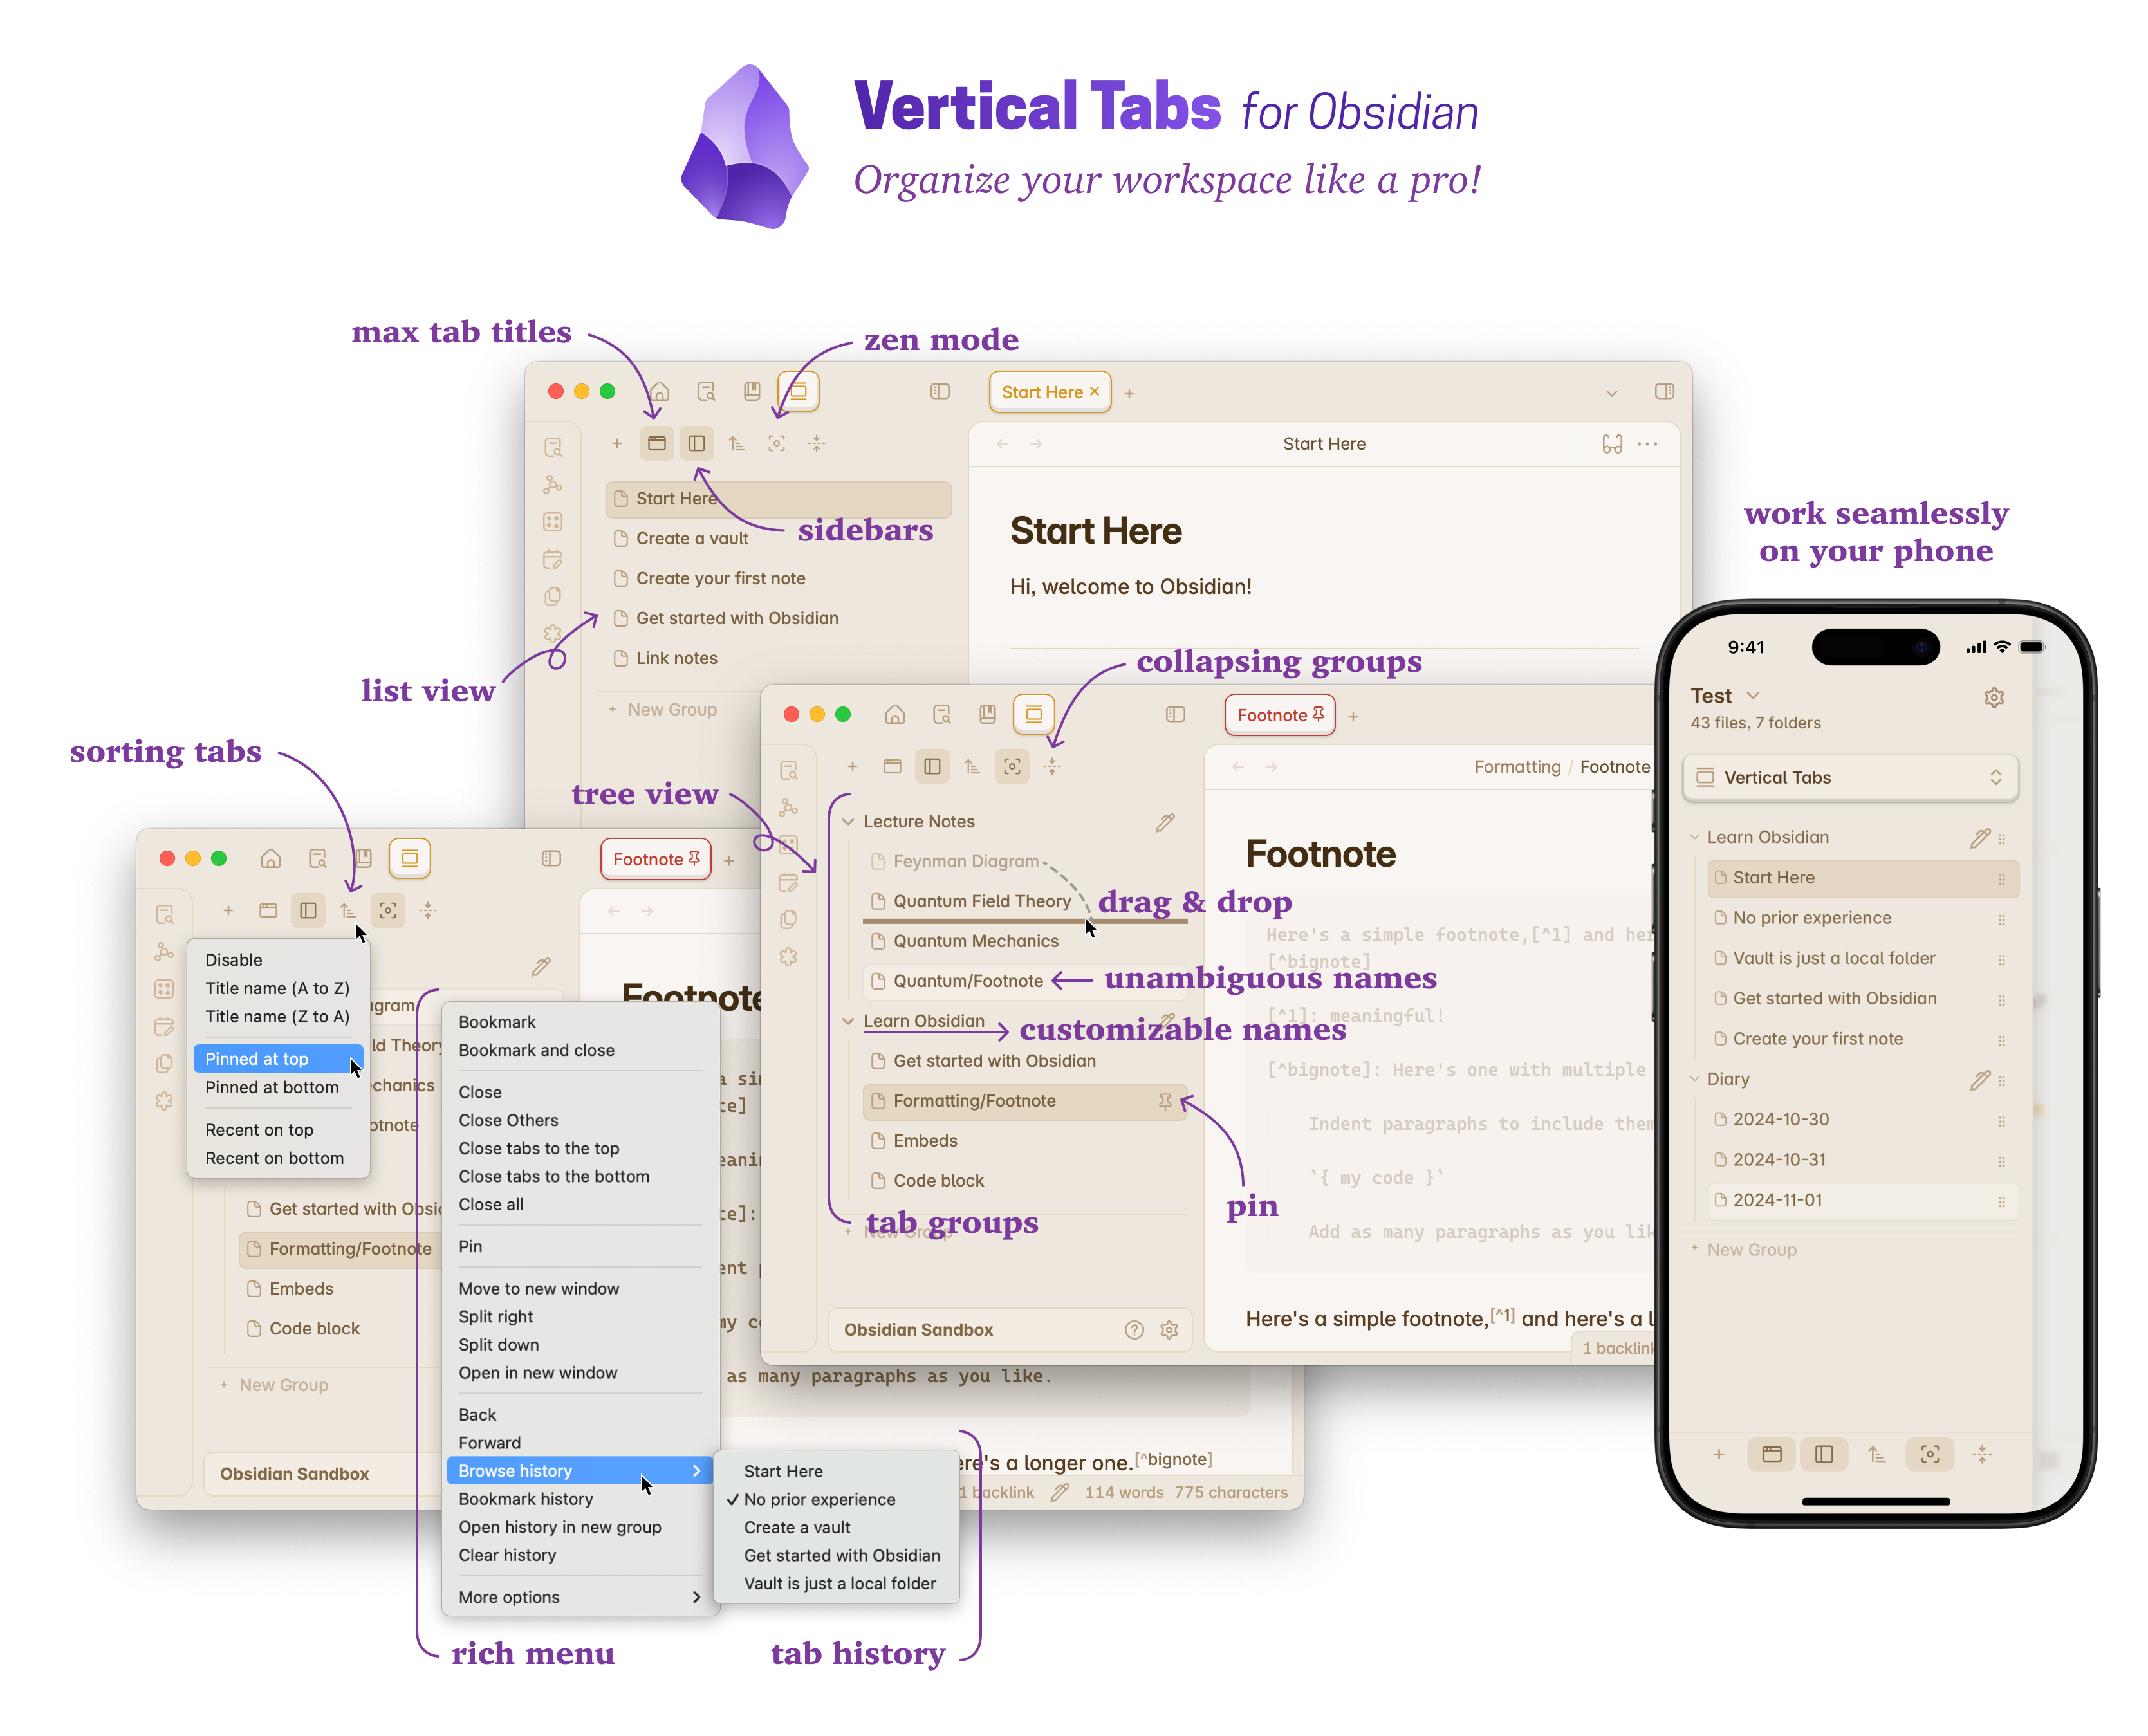 Vertical Tabs for Obsidian
Organize your workspace like a pro!
max tab titles
zen mode
Start Here ×
+
+
Start Here
Start Here
Create a vault
Create your first note
Get started with Obsidian
Link notes
+ New Group
sidebars
list view
Start Here
Hi, welcome to Obsidian!
work seamlessly
on your phone
collapsing groups
sorting tabs
tree view
Footnote
+
+
Formatting / Footnote
Lecture Notes
Feynman Diagram
Quantum Field Theory
Quantum Mechanics
Quantum/Footnote
Learn Obsidian
Get started with Obsidian
Formatting/Footnote
Embeds
Code block
+ New Group
drag & drop
unambiguous names
customizable names
pin
tab groups
Obsidian Sandbox
Footnote
Here's a simple footnote,[^1] and her
[^bignote]
[^1]: meaningful!
[^bignote]: Here's one with multiple
Indent paragraphs to include them
`{ my code }`
Add as many paragraphs as you lik
Here's a simple footnote,[^1] and here's a l
1 backlink
Footnote
+
+
Disable
Title name (A to Z)
Title name (Z to A)
Pinned at top
Pinned at bottom
Recent on top
Recent on bottom
agram
ld Theory
echanics
otnote
Get started with Obsi
Formatting/Footnote
Embeds
Code block
+ New Group
Obsidian Sandbox
Bookmark
Bookmark and close
Close
Close Others
Close tabs to the top
Close tabs to the bottom
Close all
Pin
Move to new window
Split right
Split down
Open in new window
Back
Forward
Browse history
Bookmark history
Open history in new group
Clear history
More options
Start Here
✓ No prior experience
Create a vault
Get started with Obsidian
Vault is just a local folder
Footnote
a si
te]
eani
te]:
ent
my c
as many paragraphs as you like.
ere's a longer one.[^bignote]
1 backlink 114 words 775 characters
rich menu
tab history
9:41
Test
43 files, 7 folders
Vertical Tabs
Learn Obsidian
Start Here
No prior experience
Vault is just a local folder
Get started with Obsidian
Create your first note
Diary
2024-10-30
2024-10-31
2024-11-01
+ New Group
+